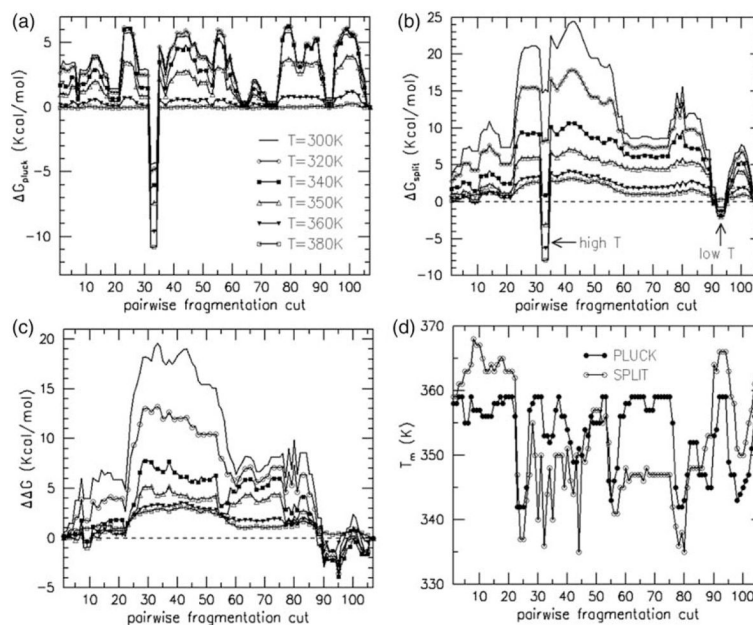 (a)
ΔG_pluck (Kcal/mol)
5
0
-5
-10
T=300K
T=320K
T=340K
T=350K
T=360K
T=380K
10 20 30 40 50 60 70 80 90 100
pairwise fragmentation cut
(b)
ΔG_split (Kcal/mol)
25
20
15
10
5
0
-5
-10
high T
low T
10 20 30 40 50 60 70 80 90 100
pairwise fragmentation cut
(c)
ΔΔG (Kcal/mol)
20
15
10
5
0
-5
10 20 30 40 50 60 70 80 90 100
pairwise fragmentation cut
(d)
T_m (K)
370
360
350
340
330
PLUCK
SPLIT
10 20 30 40 50 60 70 80 90 100
pairwise fragmentation cut